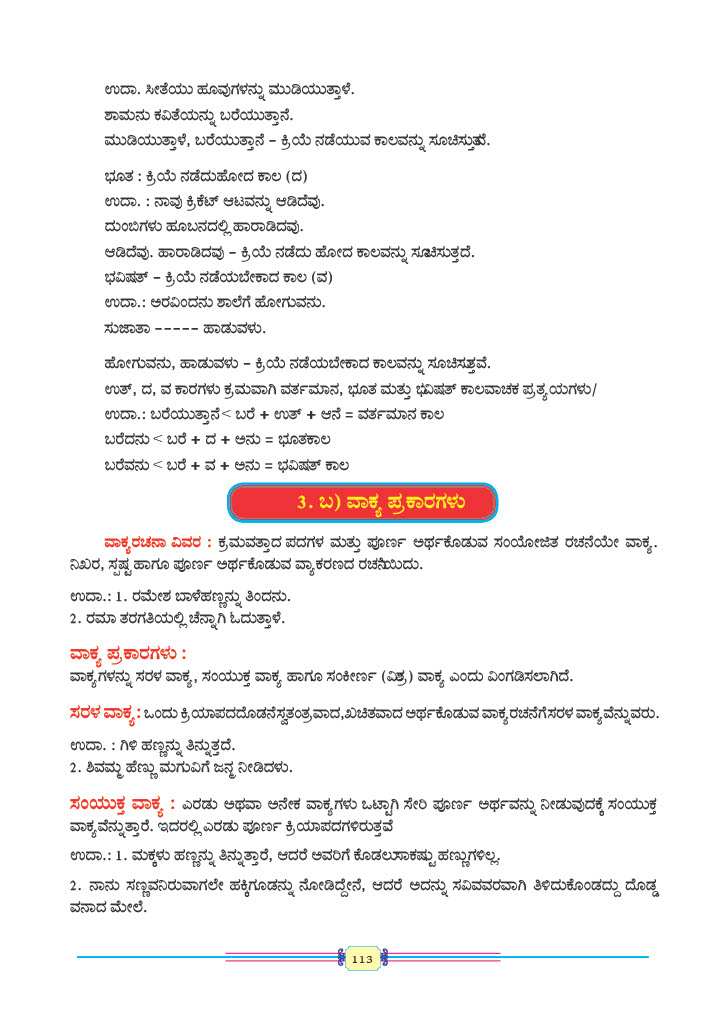 ಉದಾ. ಸೀತೆಯು ಹೂವುಗಳನ್ನು ಮುಡಿಯುತ್ತಾಳೆ.
ಶಾಮನು ಕವಿತೆಯನ್ನು ಬರೆಯುತ್ತಾನೆ.
ಮುಡಿಯುತ್ತಾಳೆ, ಬರೆಯುತ್ತಾನೆ – ಕ್ರಿಯೆ ನಡೆಯುವ ಕಾಲವನ್ನು ಸೂಚಿಸುತ್ತವೆ.
ಭೂತ : ಕ್ರಿಯೆ ನಡೆದುಹೋದ ಕಾಲ (ದ)
ಉದಾ. : ನಾವು ಕ್ರಿಕೆಟ್ ಆಟವನ್ನು ಆಡಿದೆವು.
ದುಂಬಿಗಳು ಹೂಬನದಲ್ಲಿ ಹಾರಾಡಿದವು.
ಆಡಿದೆವು. ಹಾರಾಡಿದವು – ಕ್ರಿಯೆ ನಡೆದು ಹೋದ ಕಾಲವನ್ನು ಸೂಚಿಸುತ್ತದೆ.
ಭವಿಷತ್ – ಕ್ರಿಯೆ ನಡೆಯಬೇಕಾದ ಕಾಲ (ವ)
ಉದಾ.: ಅರವಿಂದನು ಶಾಲೆಗೆ ಹೋಗುವನು.
ಸುಜಾತಾ ----- ಹಾಡುವಳು.
ಹೋಗುವನು, ಹಾಡುವಳು – ಕ್ರಿಯೆ ನಡೆಯಬೇಕಾದ ಕಾಲವನ್ನು ಸೂಚಿಸುತ್ತವೆ.
ಉತ್, ದ, ವ ಕಾರಗಳು ಕ್ರಮವಾಗಿ ವರ್ತಮಾನ, ಭೂತ ಮತ್ತು ಭವಿಷತ್ ಕಾಲವಾಚಕ ಪ್ರತ್ಯಯಗಳು/
ಉದಾ.: ಬರೆಯುತ್ತಾನೆ < ಬರೆ + ಉತ್ + ಆನೆ = ವರ್ತಮಾನ ಕಾಲ
ಬರೆದನು < ಬರೆ + ದ + ಅನು = ಭೂತಕಾಲ
ಬರೆವನು < ಬರೆ + ವ + ಅನು = ಭವಿಷತ್ ಕಾಲ
3. ಬ) ವಾಕ್ಯ ಪ್ರಕಾರಗಳು
ವಾಕ್ಯರಚನಾ ವಿವರ : ಕ್ರಮವತ್ತಾದ ಪದಗಳ ಮತ್ತು ಪೂರ್ಣ ಅರ್ಥಕೊಡುವ ಸಂಯೋಜಿತ ರಚನೆಯೇ ವಾಕ್ಯ.
ನಿಖರ, ಸ್ಪಷ್ಟ ಹಾಗೂ ಪೂರ್ಣ ಅರ್ಥಕೊಡುವ ವ್ಯಾಕರಣದ ರಚನೆಯಿದು.
ಉದಾ.: 1. ರಮೇಶ ಬಾಳೆಹಣ್ಣನ್ನು ತಿಂದನು.
2. ರಮಾ ತರಗತಿಯಲ್ಲಿ ಚೆನ್ನಾಗಿ ಓದುತ್ತಾಳೆ.
ವಾಕ್ಯ ಪ್ರಕಾರಗಳು :
ವಾಕ್ಯಗಳನ್ನು ಸರಳ ವಾಕ್ಯ, ಸಂಯುಕ್ತ ವಾಕ್ಯ ಹಾಗೂ ಸಂಕೀರ್ಣ (ಮಿಶ್ರ) ವಾಕ್ಯ ಎಂದು ವಿಂಗಡಿಸಲಾಗಿದೆ.
ಸರಳ ವಾಕ್ಯ: ಒಂದು ಕ್ರಿಯಾಪದದೊಡನೆ ಸ್ವತಂತ್ರವಾದ, ಖಚಿತವಾದ ಅರ್ಥಕೊಡುವ ವಾಕ್ಯರಚನೆಗೆ ಸರಳ ವಾಕ್ಯವೆನ್ನುವರು.
ಉದಾ. : ಗಿಳಿ ಹಣ್ಣನ್ನು ತಿನ್ನುತ್ತದೆ.
2. ಶಿವಮ್ಮ ಹೆಣ್ಣು ಮಗುವಿಗೆ ಜನ್ಮ ನೀಡಿದಳು.
ಸಂಯುಕ್ತ ವಾಕ್ಯ : ಎರಡು ಅಥವಾ ಅನೇಕ ವಾಕ್ಯಗಳು ಒಟ್ಟಾಗಿ ಸೇರಿ ಪೂರ್ಣ ಅರ್ಥವನ್ನು ನೀಡುವುದಕ್ಕೆ ಸಂಯುಕ್ತ
ವಾಕ್ಯವೆನ್ನುತ್ತಾರೆ. ಇದರಲ್ಲಿ ಎರಡು ಪೂರ್ಣ ಕ್ರಿಯಾಪದಗಳಿರುತ್ತವೆ
ಉದಾ.: 1. ಮಕ್ಕಳು ಹಣ್ಣನ್ನು ತಿನ್ನುತ್ತಾರೆ, ಆದರೆ ಅವರಿಗೆ ಕೊಡಲು ಸಾಕಷ್ಟು ಹಣ್ಣುಗಳಿಲ್ಲ.
2. ನಾನು ಸಣ್ಣವನಿರುವಾಗಲೇ ಹಕ್ಕಿಗೂಡನ್ನು ನೋಡಿದ್ದೇನೆ, ಆದರೆ ಅದನ್ನು ಸವಿವವರವಾಗಿ ತಿಳಿದುಕೊಂಡದ್ದು ದೊಡ್ಡ
ವನಾದ ಮೇಲೆ.
113